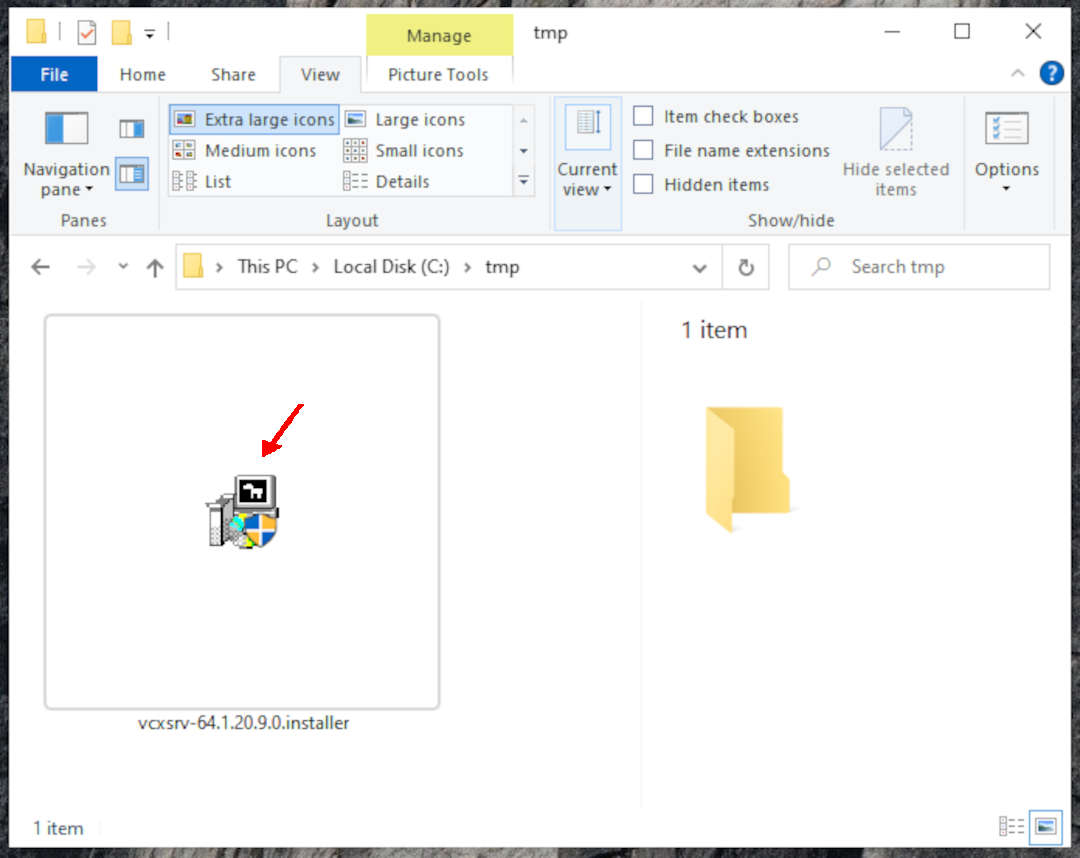 Manage
tmp
File
Home
Share
View
Picture Tools
?
Navigation
pane
Panes
Extra large icons
Large icons
Medium icons
Small icons
List
Details
Layout
Current
view
Item check boxes
File name extensions
Hidden items
Hide selected
items
Show/hide
Options
This PC
Local Disk (C:)
tmp
Search tmp
1 item
vcxsrv-64.1.20.9.0.installer
1 item